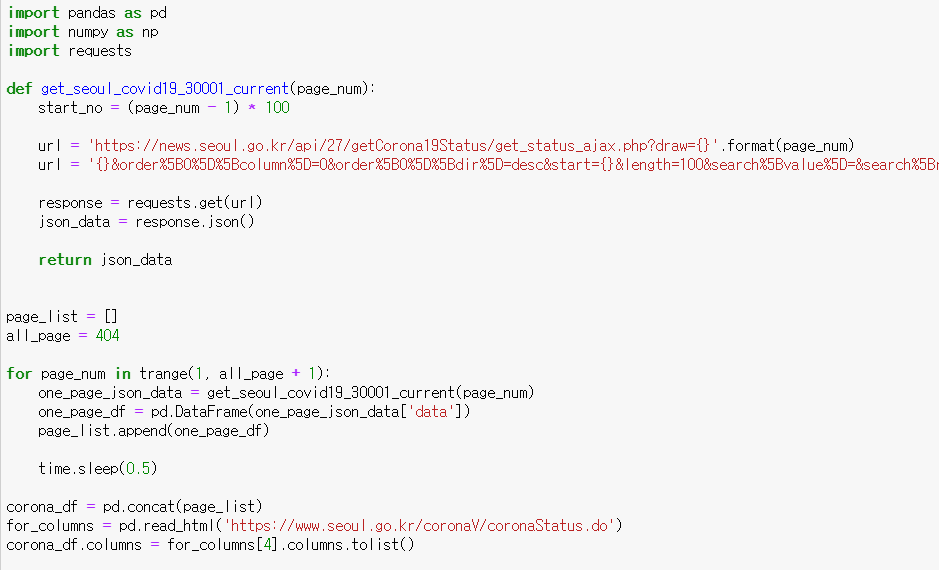 import pandas as pd
import numpy as np
import requests
def get_seoul_covid19_30001_current(page_num):
start_no = (page_num - 1) * 100
url = 'https://news.seoul.go.kr/api/27/getCorona19Status/get_status_ajax.php?draw={}'.format(page_num)
url = '{}&order%5B0%5D%5Bcolumn%5D=0&order%5B0%5D%5Bdir%5D=desc&start={}&length=100&search%5Bvalue%5D=&search%5Br
response = requests.get(url)
json_data = response.json()
return json_data
page_list = []
all_page = 404
for page_num in trange(1, all_page + 1):
one_page_json_data = get_seoul_covid19_30001_current(page_num)
one_page_df = pd.DataFrame(one_page_json_data['data'])
page_list.append(one_page_df)
time.sleep(0.5)
corona_df = pd.concat(page_list)
for_columns = pd.read_html('https://www.seoul.go.kr/coronaV/coronaStatus.do')
corona_df.columns = for_columns[4].columns.tolist()